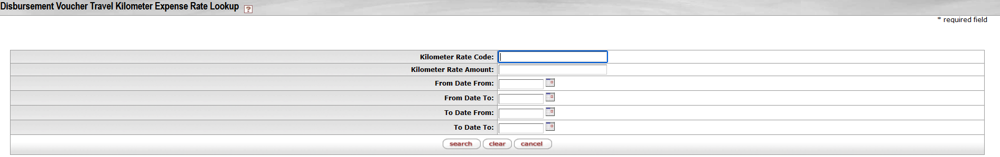 Disbursement Voucher Travel Kilometer Expense Rate Lookup ?
* required field
Kilometer Rate Code:
Kilometer Rate Amount:
From Date From:
From Date To:
To Date From:
To Date To:
search clear cancel